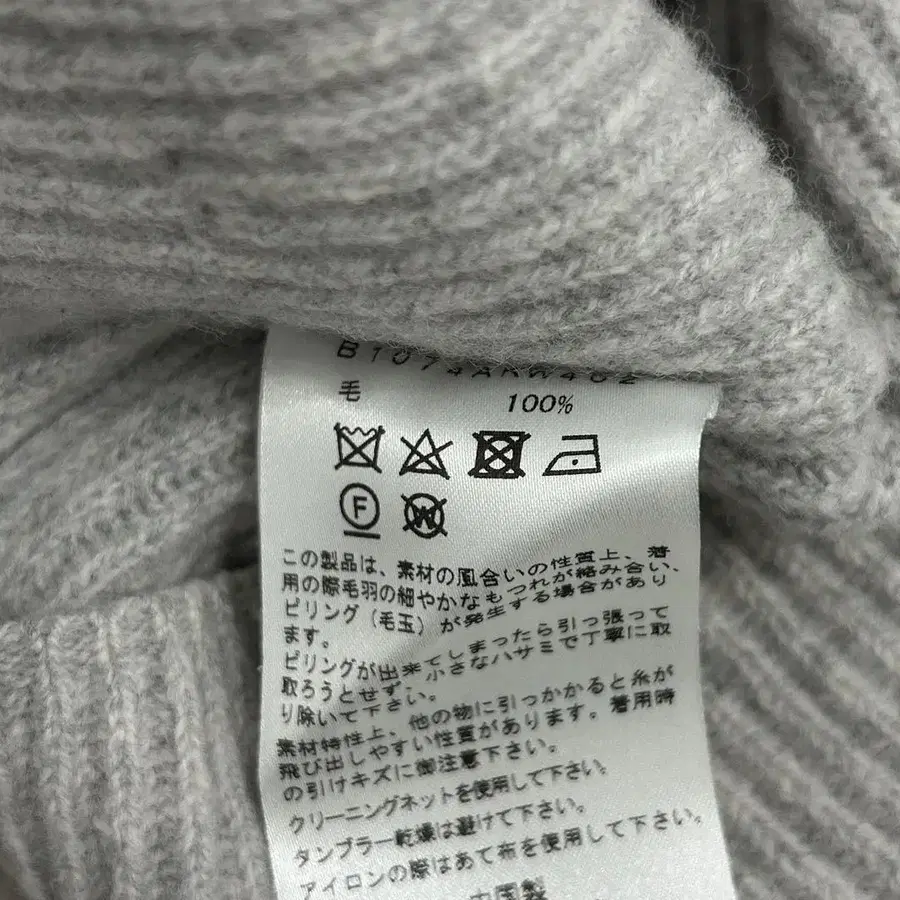 毛
100%
F
W
この製品は、素材の風合いの性質上、着
用の際毛羽の細やかなもつれが絡み合い、
ピリング（毛玉）が発生する場合があり
ます。
ピリングが出来てしまったら引っ張って
取ろうとせず、小さなハサミで丁寧に取
り除いて下さい。
素材特性上、他の物に引っかかると糸が
飛び出しやすい性質があります。着用時
の引けキズに御注意下さい。
クリーニングネットを使用して下さい。
タンブラー乾燥は避けて下さい。
アイロンの際はあて布を使用して下さい。
中国製